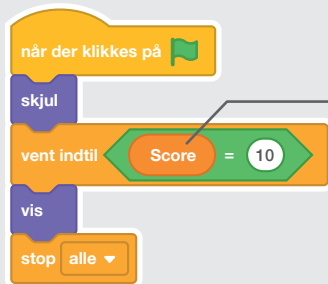 når der klikkes på
skjul
vent indtil Score = 10
vis
stop alle